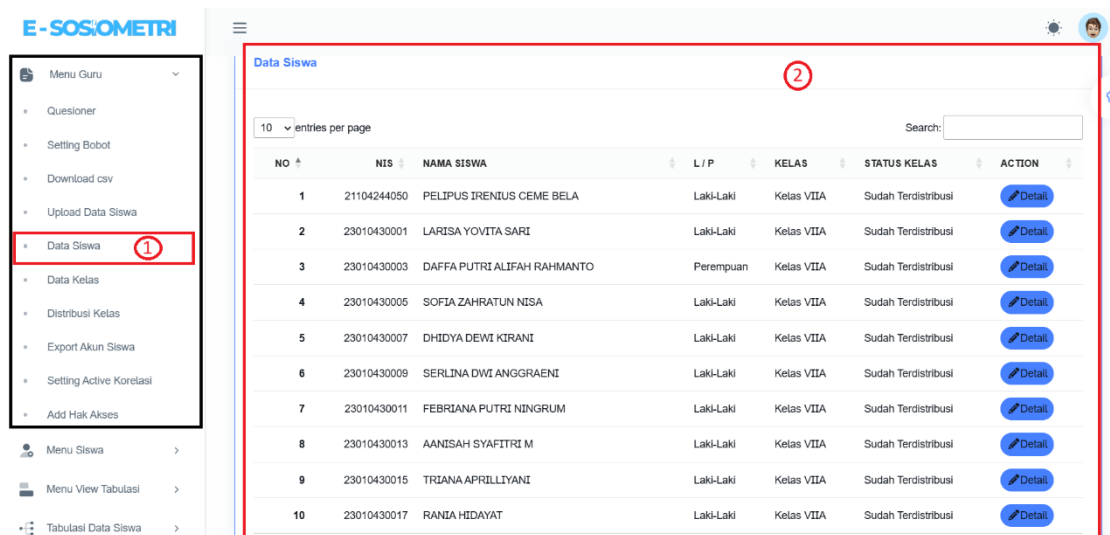 E-SOSIOMETRI
Menu Guru
Quesioner
Setting Bobot
Download csv
Upload Data Siswa
Data Siswa
1
Data Kelas
Distribusi Kelas
Export Akun Siswa
Setting Active Korelasi
Add Hak Akses
Menu Siswa
Menu View Tabulasi
Tabulasi Data Siswa
Data Siswa
2
10 entries per page Search:
NO NIS NAMA SISWA L / P KELAS STATUS KELAS ACTION
1 21104244050 PELIPUS IRENIUS CEME BELA Laki-Laki Kelas VIIA Sudah Terdistribusi Detail
2 23010430001 LARISA YOVITA SARI Laki-Laki Kelas VIIA Sudah Terdistribusi Detail
3 23010430003 DAFFA PUTRI ALIFAH RAHMANTO Perempuan Kelas VIIA Sudah Terdistribusi Detail
4 23010430005 SOFIA ZAHRATUN NISA Laki-Laki Kelas VIIA Sudah Terdistribusi Detail
5 23010430007 DHIDYA DEWI KIRANI Laki-Laki Kelas VIIA Sudah Terdistribusi Detail
6 23010430009 SERLINA DWI ANGGRAENI Laki-Laki Kelas VIIA Sudah Terdistribusi Detail
7 23010430011 FEBRIANA PUTRI NINGRUM Laki-Laki Kelas VIIA Sudah Terdistribusi Detail
8 23010430013 AANISAH SYAFITRI M Laki-Laki Kelas VIIA Sudah Terdistribusi Detail
9 23010430015 TRIANA APRILLIYANI Laki-Laki Kelas VIIA Sudah Terdistribusi Detail
10 23010430017 RANIA HIDAYAT Laki-Laki Kelas VIIA Sudah Terdistribusi Detail